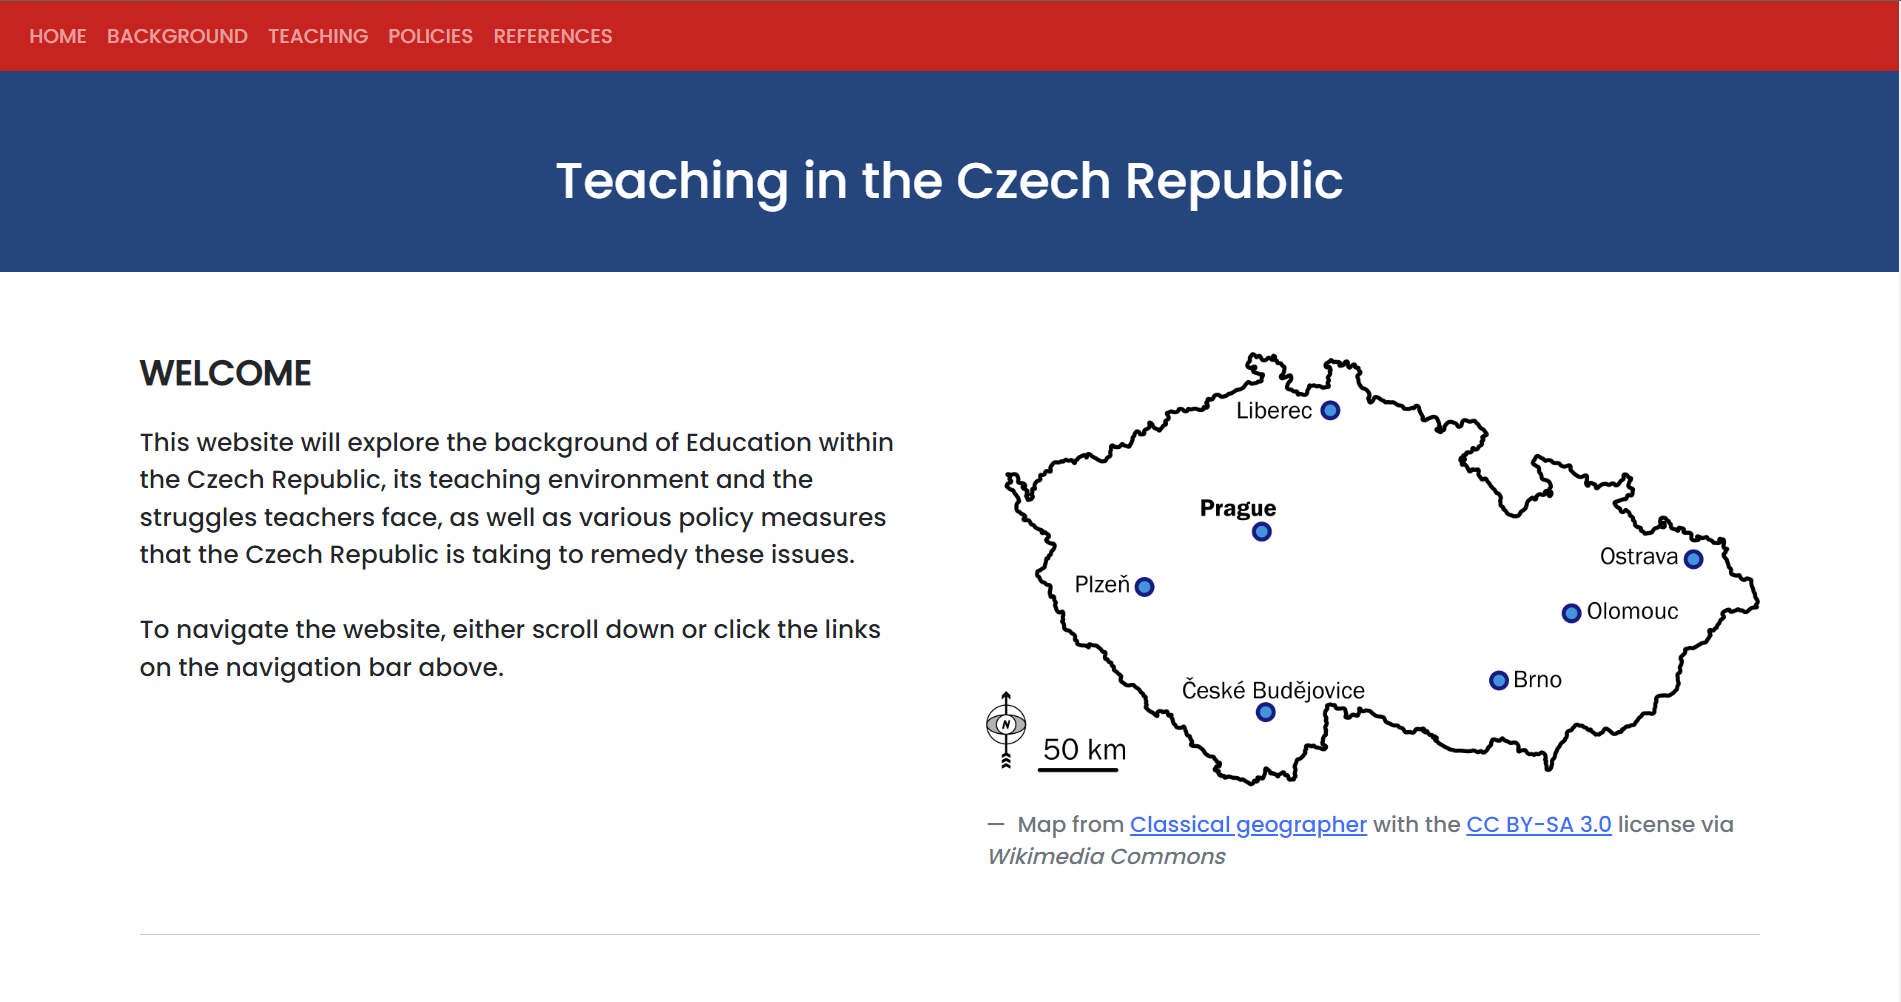 HOME BACKGROUND TEACHING POLICIES REFERENCES
Teaching in the Czech Republic
WELCOME
This website will explore the background of Education within
the Czech Republic, its teaching environment and the
struggles teachers face, as well as various policy measures
that the Czech Republic is taking to remedy these issues.
To navigate the website, either scroll down or click the links
on the navigation bar above.
Liberec
Prague
Ostrava
Plzeň
Olomouc
Brno
České Budějovice
N
50 km
— Map from Classical geographer with the CC BY-SA 3.0 license via
Wikimedia Commons